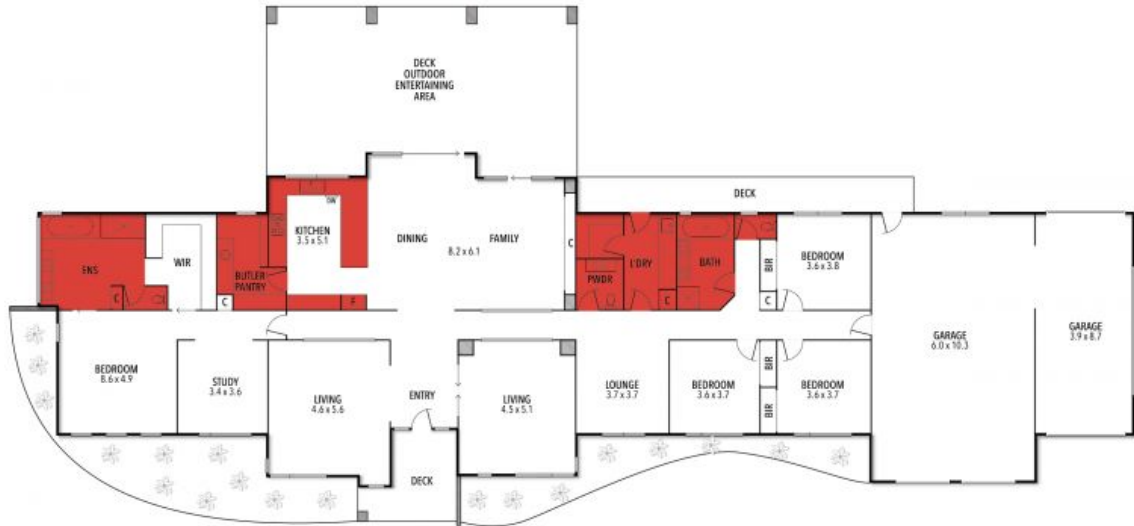 DECK
OUTDOOR
ENTERTAINING
AREA
DECK
DW
KITCHEN
3.5 x 5.1
DINING
FAMILY
8.2 x 6.1
C
ENS
WIR
BUTLER
PANTRY
C
C
F
PWDR
L'DRY
C
BATH
BIR
C
BEDROOM
3.6 x 3.8
GARAGE
6.0 x 10.3
GARAGE
3.9 x 8.7
BEDROOM
8.6 x 4.9
STUDY
3.4 x 3.6
LIVING
4.6 x 5.6
ENTRY
LIVING
4.5 x 5.1
LOUNGE
3.7 x 3.7
BEDROOM
3.6 x 3.7
BIR
BIR
BEDROOM
3.6 x 3.7
DECK